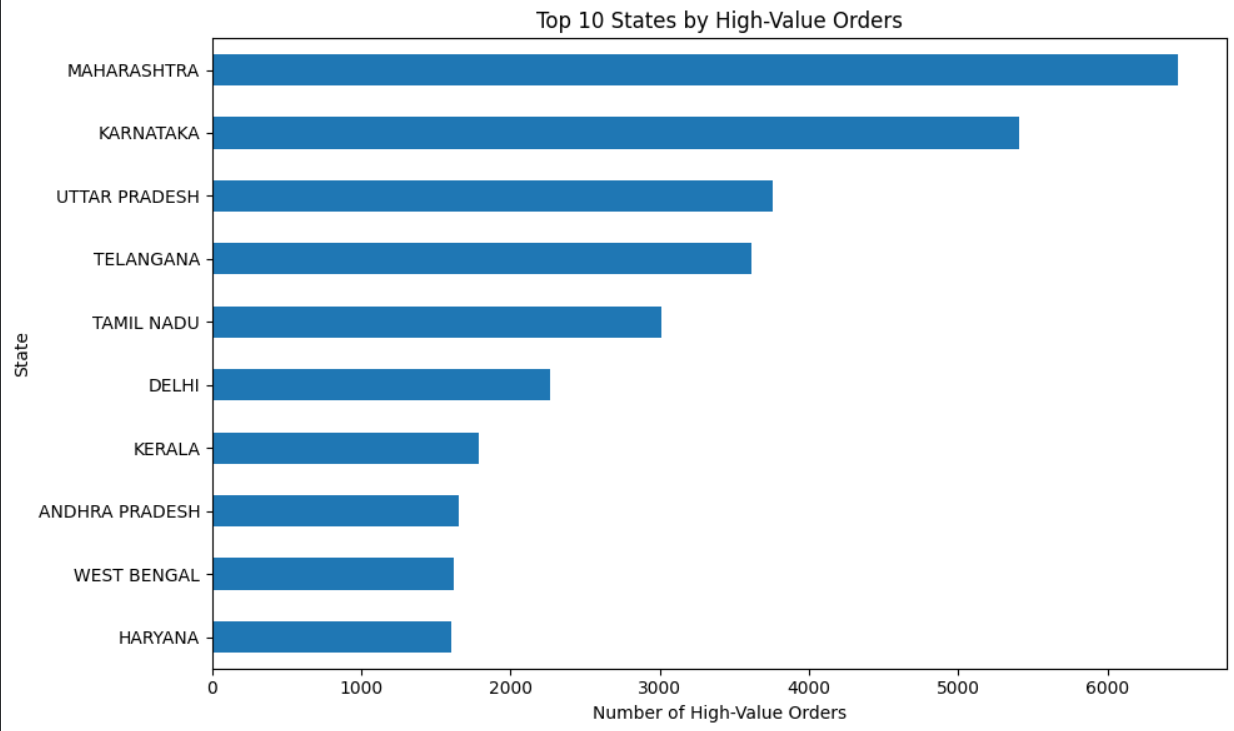 Top 10 States by High-Value Orders
MAHARASHTRA
KARNATAKA
UTTAR PRADESH
TELANGANA
TAMIL NADU
State
DELHI
KERALA
ANDHRA PRADESH
WEST BENGAL
HARYANA
0 1000 2000 3000 4000 5000 6000
Number of High-Value Orders